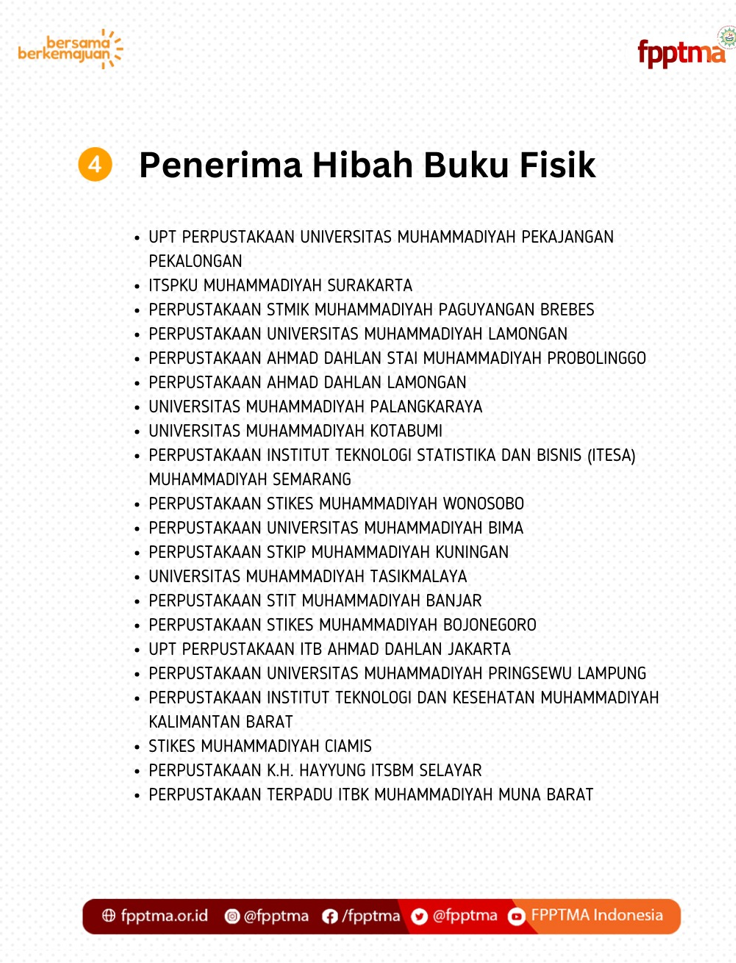 bersama
berkemajuan
fpptma
4 Penerima Hibah Buku Fisik
• UPT PERPUSTAKAAN UNIVERSITAS MUHAMMADIYAH PEKAJANGAN
PEKALONGAN
• ITSPKU MUHAMMADIYAH SURAKARTA
• PERPUSTAKAAN STMIK MUHAMMADIYAH PAGUYANGAN BREBES
• PERPUSTAKAAN UNIVERSITAS MUHAMMADIYAH LAMONGAN
• PERPUSTAKAAN AHMAD DAHLAN STAI MUHAMMADIYAH PROBOLINGGO
• PERPUSTAKAAN AHMAD DAHLAN LAMONGAN
• UNIVERSITAS MUHAMMADIYAH PALANGKARAYA
• UNIVERSITAS MUHAMMADIYAH KOTABUMI
• PERPUSTAKAAN INSTITUT TEKNOLOGI STATISTIKA DAN BISNIS (ITESA)
MUHAMMADIYAH SEMARANG
• PERPUSTAKAAN STIKES MUHAMMADIYAH WONOSOBO
• PERPUSTAKAAN UNIVERSITAS MUHAMMADIYAH BIMA
• PERPUSTAKAAN STKIP MUHAMMADIYAH KUNINGAN
• UNIVERSITAS MUHAMMADIYAH TASIKMALAYA
• PERPUSTAKAAN STIT MUHAMMADIYAH BANJAR
• PERPUSTAKAAN STIKES MUHAMMADIYAH BOJONEGORO
• UPT PERPUSTAKAAN ITB AHMAD DAHLAN JAKARTA
• PERPUSTAKAAN UNIVERSITAS MUHAMMADIYAH PRINGSEWU LAMPUNG
• PERPUSTAKAAN INSTITUT TEKNOLOGI DAN KESEHATAN MUHAMMADIYAH
KALIMANTAN BARAT
• STIKES MUHAMMADIYAH CIAMIS
• PERPUSTAKAAN K.H. HAYYUNG ITSBM SELAYAR
• PERPUSTAKAAN TERPADU ITBK MUHAMMADIYAH MUNA BARAT
fpptma.or.id @fpptma /fpptma @fpptma FPPTMA Indonesia